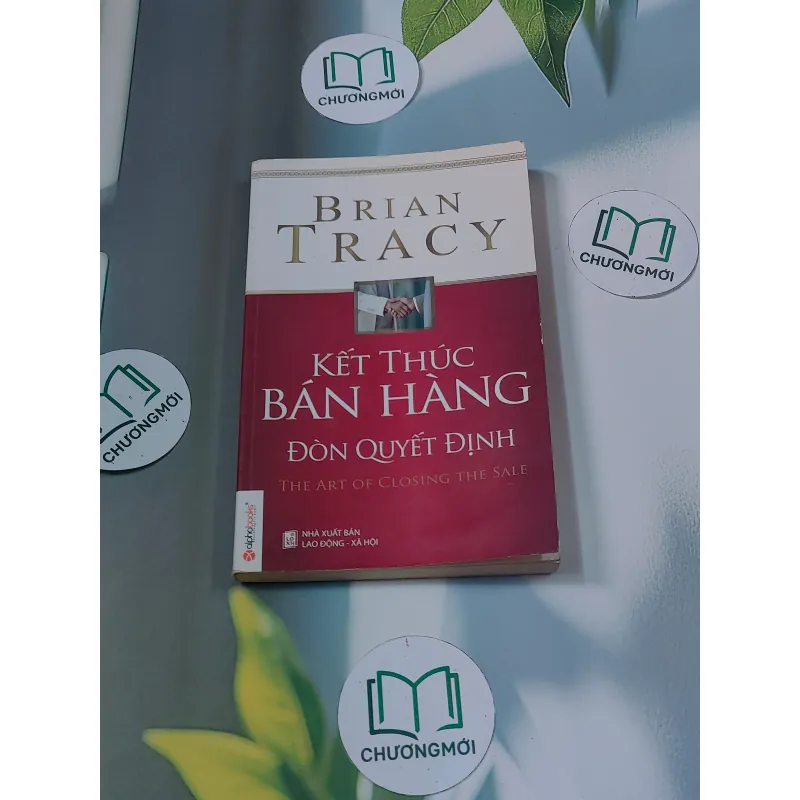 CHƯƠNGMỚI
BRIAN
TRACY
CHƯƠNGMỚI
KẾT THÚC
BÁN HÀNG
ĐÒN QUYẾT ĐỊNH
THE ART OF CLOSING THE SALE
CHƯƠNGMỚI
alphabooks
NHÀ XUẤT BẢN
LAO ĐỘNG - XÃ HỘI
CHƯƠNGMỚI